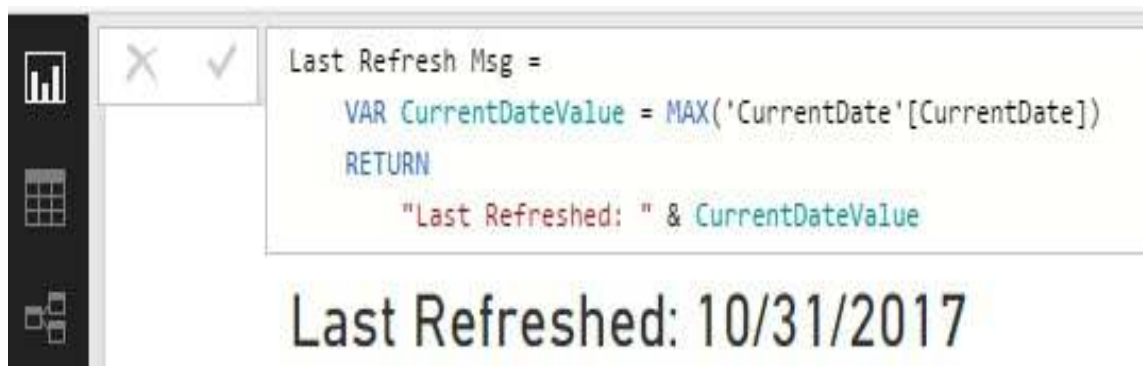 Last Refresh Msg =
VAR CurrentDateValue = MAX('CurrentDate'[CurrentDate])
RETURN
"Last Refreshed: " & CurrentDateValue
Last Refreshed: 10/31/2017